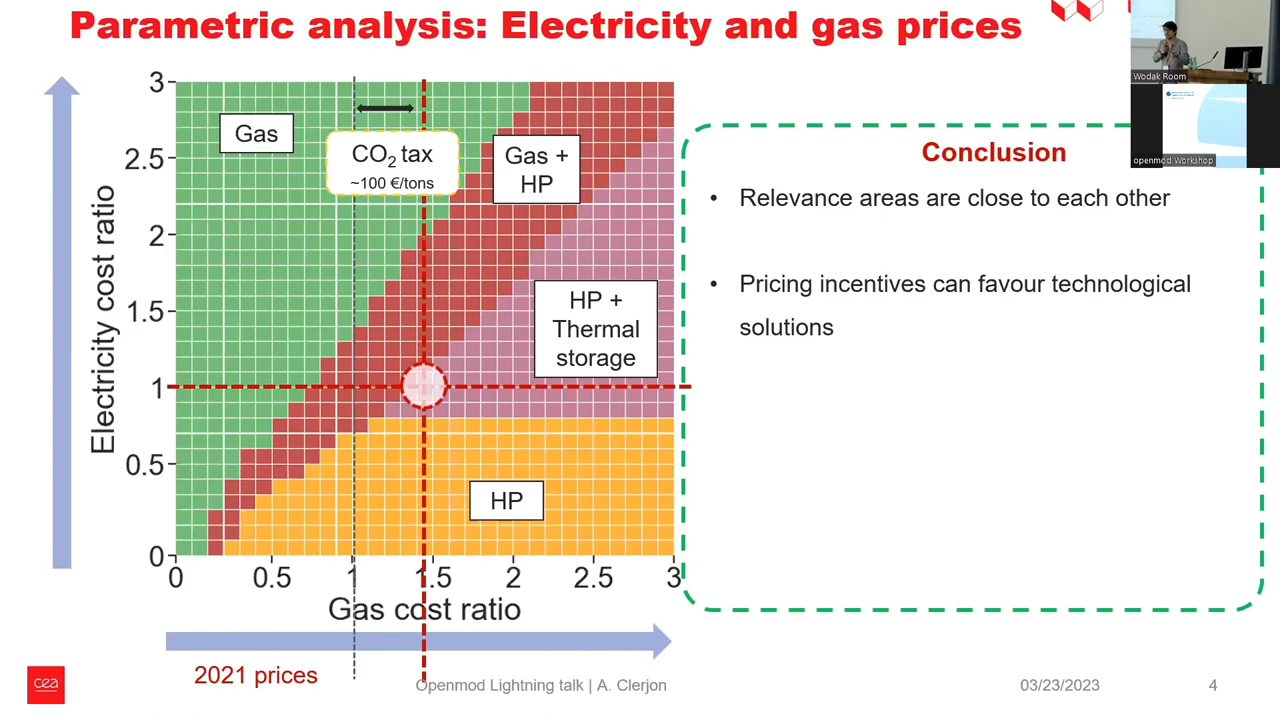 Parametric analysis: Electricity and gas prices
Wodak Room
openmod Workshop
3
2.5
2
1.5
1
0.5
0
Electricity cost ratio
Gas
CO2 tax
~100 €/tons
Gas +
HP
HP +
Thermal
storage
HP
0 0.5 1 1.5 2 2.5 3
Gas cost ratio
2021 prices
Conclusion
• Relevance areas are close to each other
• Pricing incentives can favour technological
solutions
cea
Openmod Lightning talk | A. Clerjon
03/23/2023
4